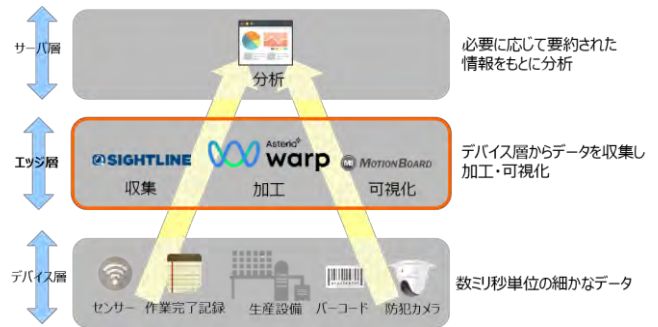 サーバ層
分析
必要に応じて要約された
情報をもとに分析
エッジ層
SIGHTLINE
収集
Asteria
warp
加工
MOTIONBOARD
可視化
デバイス層からデータを収集し
加工・可視化
デバイス層
センサー
作業完了記録
生産設備
バーコード
防犯カメラ
数ミリ秒単位の細かなデータ